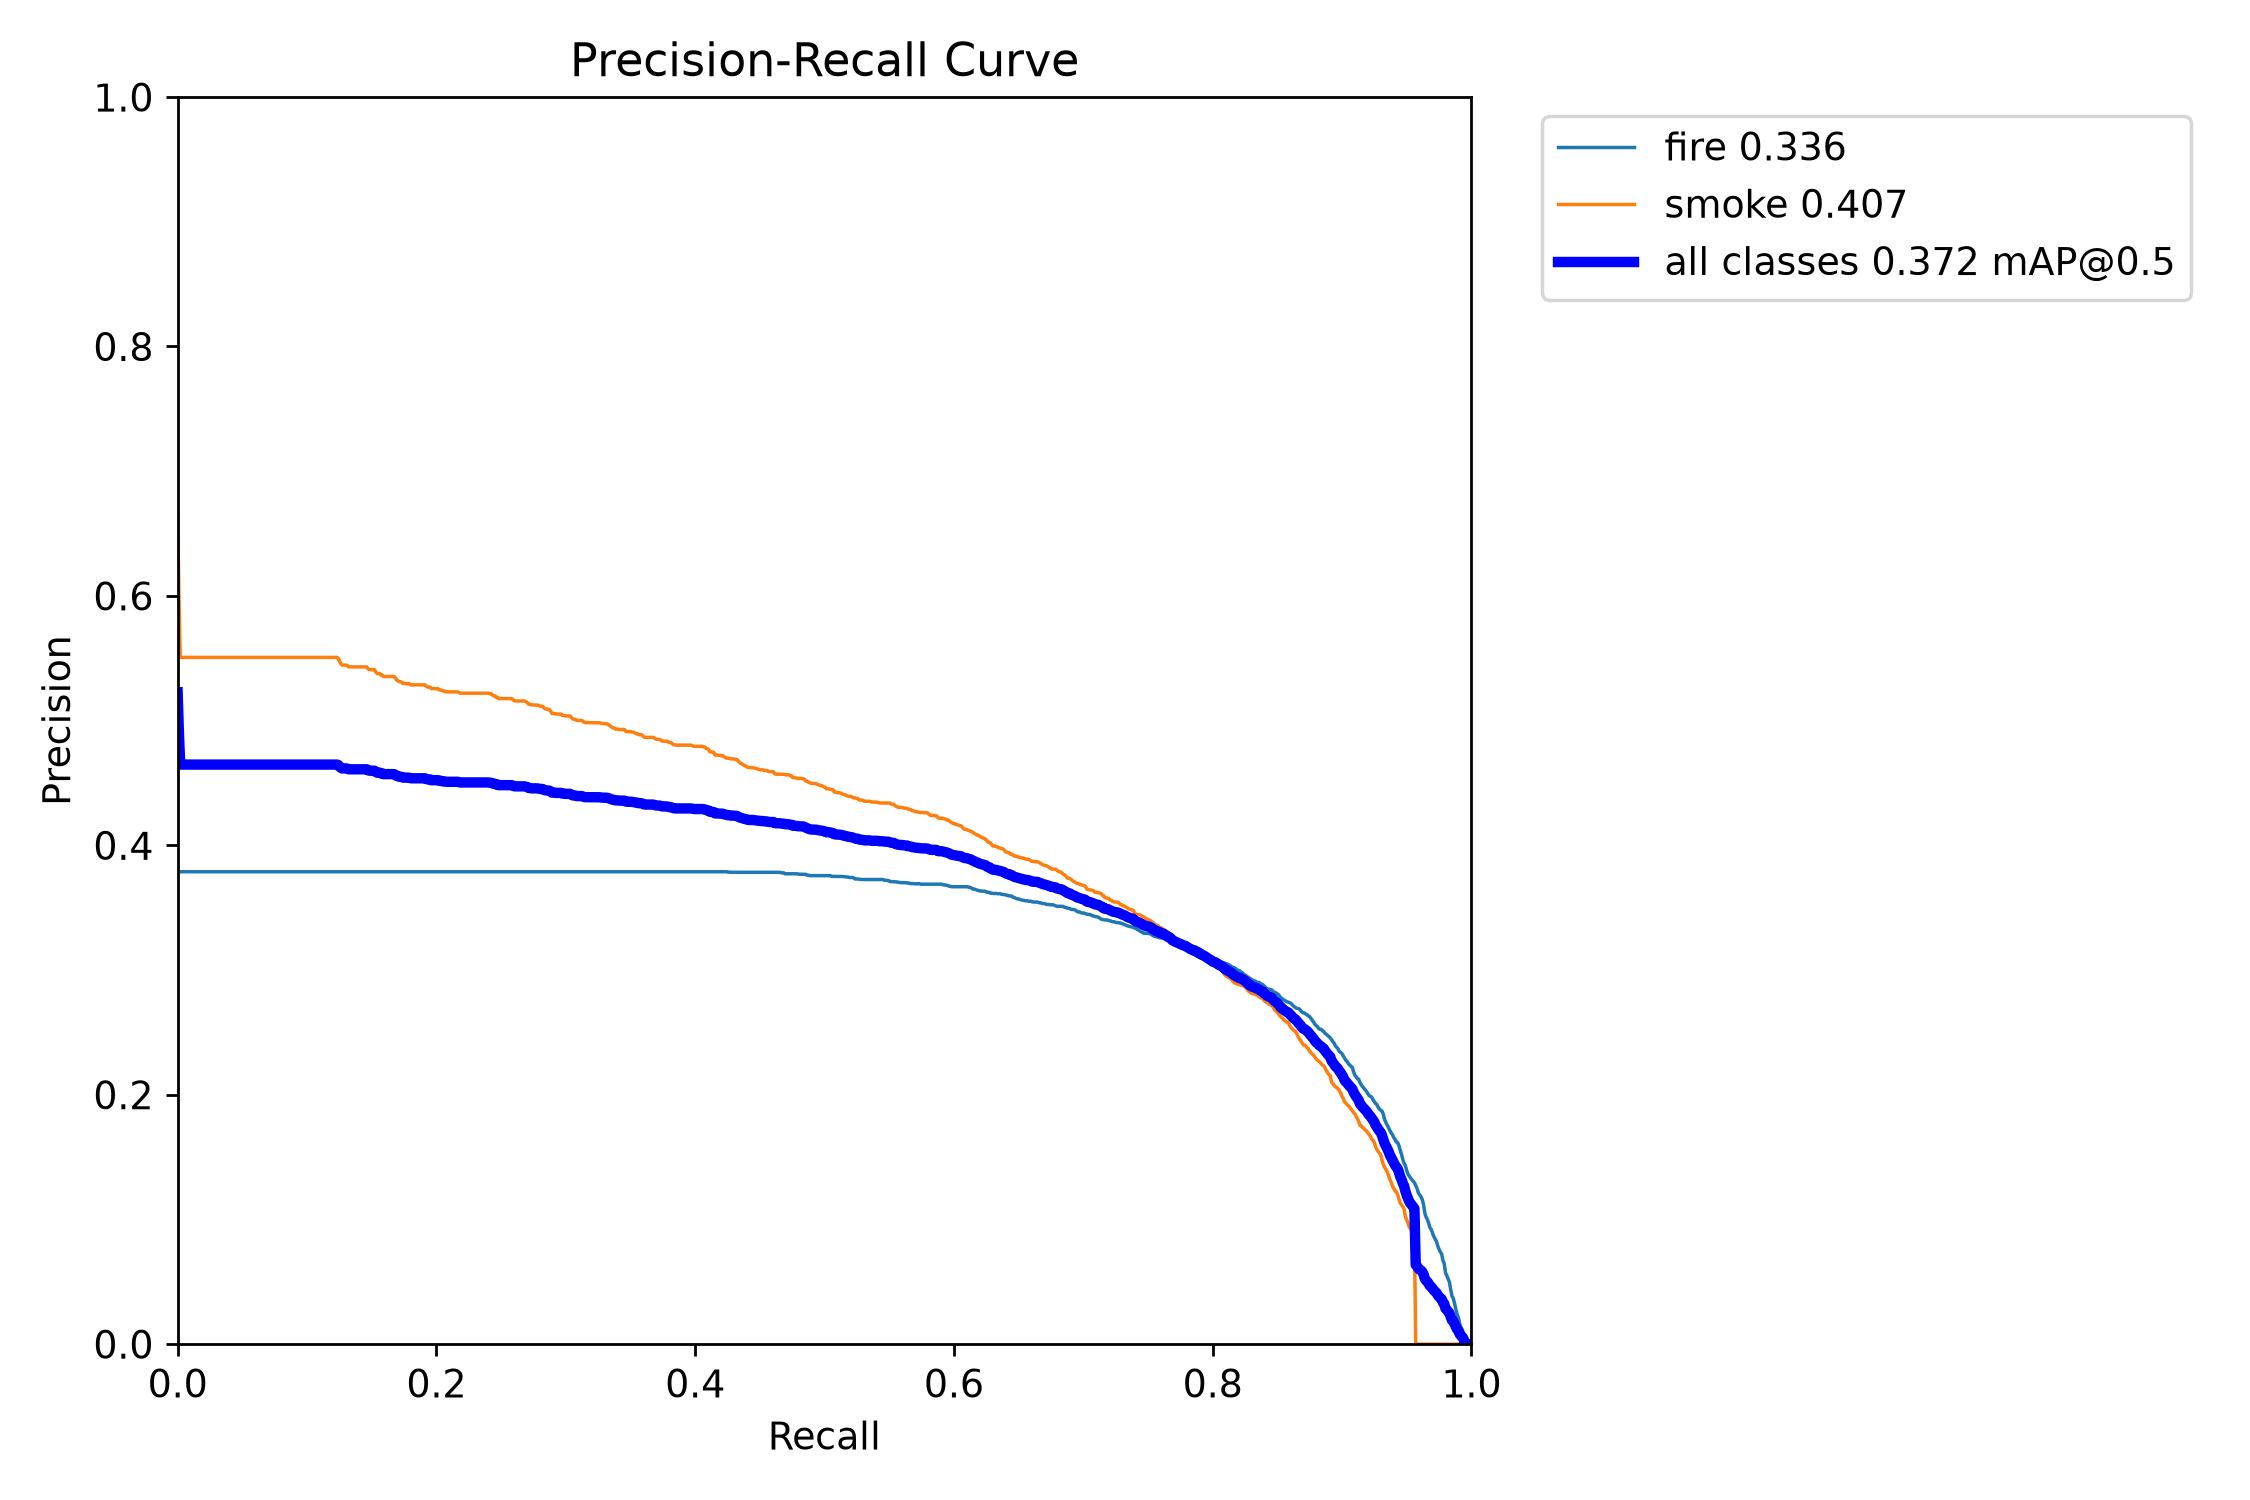 Precision-Recall Curve
1.0
0.8
0.6
0.4
0.2
0.0
Precision
0.0 0.2 0.4 0.6 0.8 1.0
Recall
fire 0.336
smoke 0.407
all classes 0.372 mAP@0.5